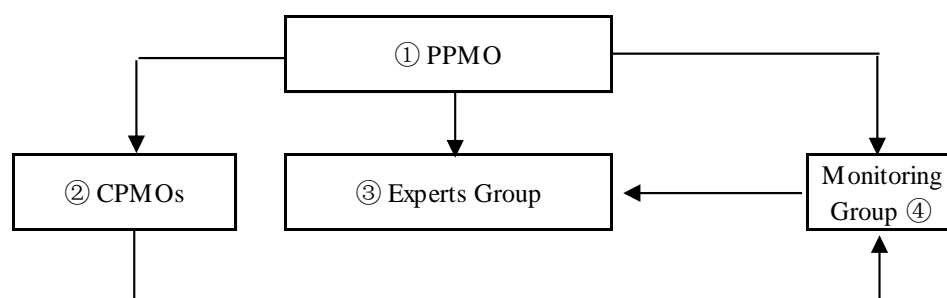 ① PPMO
② CPMOs
③ Experts Group
Monitoring
Group ④